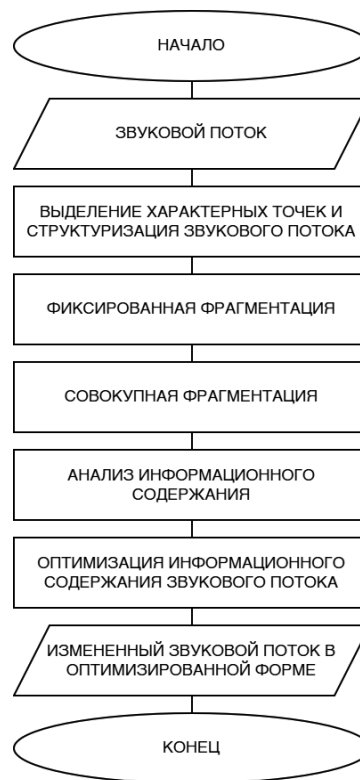 НАЧАЛО
ЗВУКОВОЙ ПОТОК
ВЫДЕЛЕНИЕ ХАРАКТЕРНЫХ ТОЧЕК И
СТРУКТУРИЗАЦИЯ ЗВУКОВОГО ПОТОКА
ФИКСИРОВАННАЯ ФРАГМЕНТАЦИЯ
СОВОКУПНАЯ ФРАГМЕНТАЦИЯ
АНАЛИЗ ИНФОРМАЦИОННОГО
СОДЕРЖАНИЯ
ОПТИМИЗАЦИЯ ИНФОРМАЦИОННОГО
СОДЕРЖАНИЯ ЗВУКОВОГО ПОТОКА
ИЗМЕНЕННЫЙ ЗВУКОВОЙ ПОТОК В
ОПТИМИЗИРОВАННОЙ ФОРМЕ
КОНЕЦ